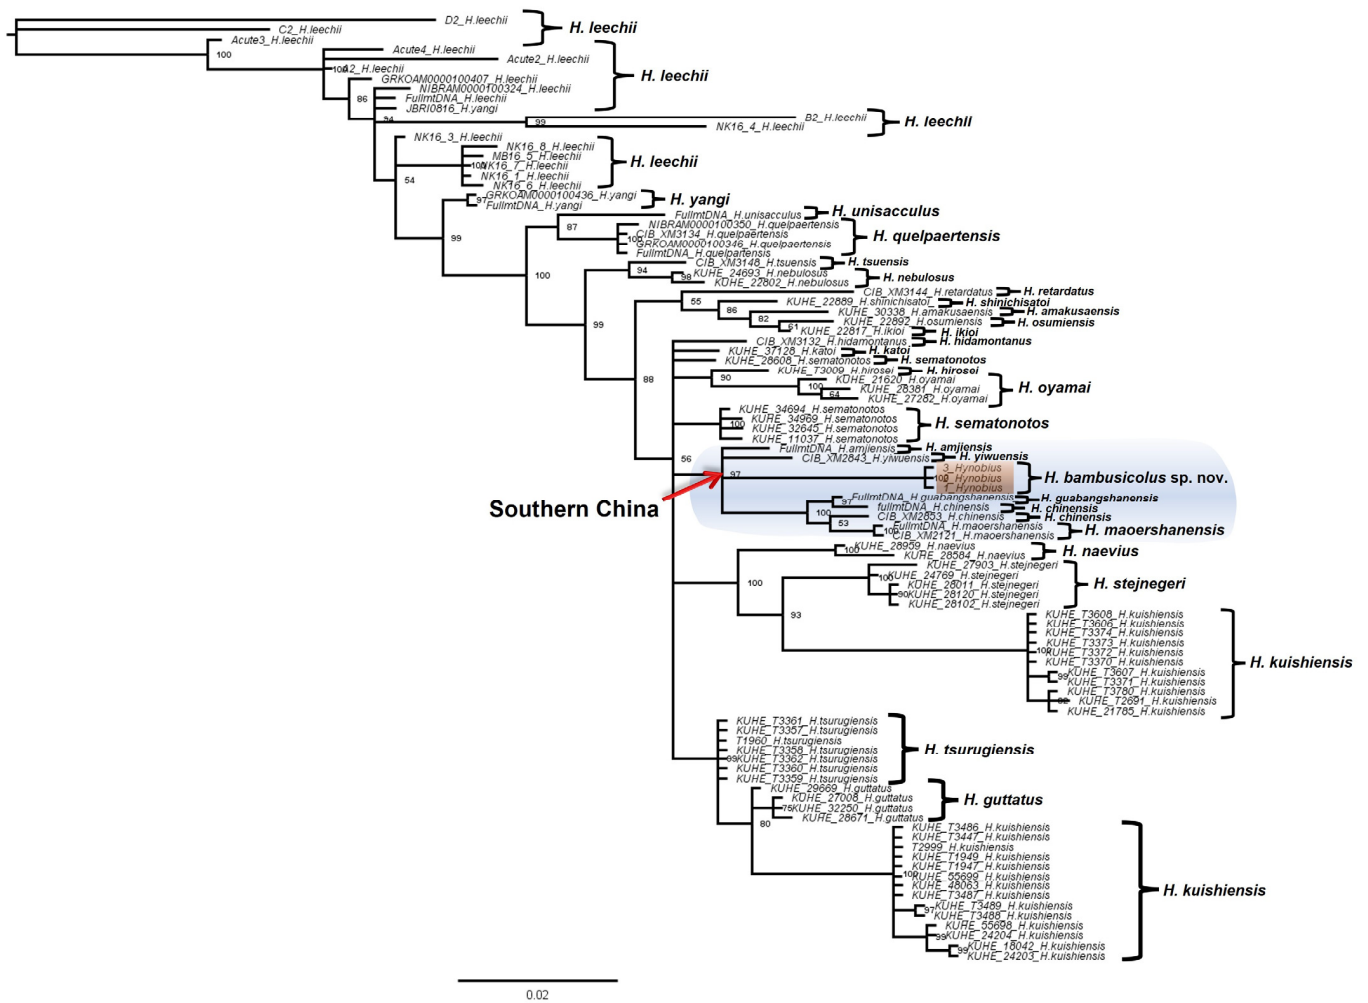 D2_H.leechii
H. leechii
C2_H.leechii
Acute3_H.leechii
100
Acute4_H.leechii
Acute2_H.leechii
100
A2_H.leechii
H. leechii
GRKOAM0000100407_H.leechii
NIBRAM0000100324_H.leechii
86
FullmtDNA_H.leechii
JBRI0816_H.yangi
94
B2_H.leechii
99
NK16_4_H.leechii
H. leechii
NK16_3_H.leechii
NK16_8_H.leechii
MB16_5_H.leechii
100
NK16_7_H.leechii
H. leechii
NK16_1_H.leechii
54
NK16_6_H.leechii
97
GRKOAM0000100436_H.yangi
H. yangi
FullmtDNA_H.yangi
FullmtDNA_H.unisacculus
H. unisacculus
87
NIBRAM0000100350_H.quelpaertensis
CIB_XM3134_H.quelpaertensis
H. quelpaertensis
99
100
GRKOAM0000100346_H.quelpaertensis
FullmtDNA_H.quelpartensis
CIB_XM3148_H.tsuensis
H. tsuensis
100
94
KUHE_24693_H.nebulosus
H. nebulosus
98
KUHE_22802_H.nebulosus
CIB_XM3144_H.retardatus
H. retardatus
55
KUHE_22889_H.shinichisatoi
H. shinichisatoi
86
KUHE_30338_H.amakusaensis
H. amakusaensis
82
KUHE_22892_H.osumiensis
H. osumiensis
99
61
KUHE_22817_H.ikioi
H. ikioi
CIB_XM3132_H.hidamontanus
H. hidamontanus
KUHE_37128_H.katoi
H. katoi
KUHE_28608_H.sematonotos
H. sematonotos
KUHE_T3009_H.hirosei
H. hirosei
88
90
KUHE_21620_H.oyamai
100
KUHE_28381_H.oyamai
H. oyamai
64
KUHE_27282_H.oyamai
KUHE_34694_H.sematonotos
KUHE_34969_H.sematonotos
100
H. sematonotos
KUHE_32645_H.sematonotos
KUHE_11037_H.sematonotos
FullmtDNA_H.amjiensis
H. amjiensis
56
CIB_XM2843_H.yiwuensis
H. yiwuensis
3_Hynobius
97
100
2_Hynobius
H. bambusicolus sp. nov.
1_Hynobius
FullmtDNA_H.guabangshanensis
H. guabangshanensis
97
Southern China
fullmtDNA_H.chinensis
H. chinensis
100
CIB_XM2853_H.chinensis
H. chinensis
53
FullmtDNA_H.maoershanensis
100
H. maoershanensis
CIB_XM2121_H.maoershanensis
KUHE_28959_H.naevius
100
H. naevius
KUHE_28584_H.naevius
KUHE_27903_H.stejnegeri
100
KUHE_24769_H.stejnegeri
100
KUHE_28011_H.stejnegeri
H. stejnegeri
90
KUHE_28120_H.stejnegeri
KUHE_28102_H.stejnegeri
93
KUHE_T3608_H.kuishiensis
KUHE_T3606_H.kuishiensis
KUHE_T3374_H.kuishiensis
KUHE_T3373_H.kuishiensis
100
KUHE_T3372_H.kuishiensis
KUHE_T3370_H.kuishiensis
H. kuishiensis
99
KUHE_T3607_H.kuishiensis
KUHE_T3371_H.kuishiensis
KUHE_T3780_H.kuishiensis
KUHE_T2691_H.kuishiensis
KUHE_21785_H.kuishiensis
KUHE_T3361_H.tsurugiensis
KUHE_T3357_H.tsurugiensis
T1960_H.tsurugiensis
KUHE_T3358_H.tsurugiensis
H. tsurugiensis
KUHE_T3362_H.tsurugiensis
KUHE_T3360_H.tsurugiensis
KUHE_T3359_H.tsurugiensis
KUHE_29669_H.guttatus
KUHE_27008_H.guttatus
H. guttatus
75
KUHE_32250_H.guttatus
KUHE_28671_H.guttatus
80
KUHE_T3486_H.kuishiensis
KUHE_T3447_H.kuishiensis
T2999_H.kuishiensis
KUHE_T1949_H.kuishiensis
KUHE_T1947_H.kuishiensis
100
KUHE_55699_H.kuishiensis
KUHE_48063_H.kuishiensis
H. kuishiensis
KUHE_T3487_H.kuishiensis
97
KUHE_T3489_H.kuishiensis
KUHE_T3488_H.kuishiensis
KUHE_55698_H.kuishiensis
99
KUHE_24204_H.kuishiensis
KUHE_18042_H.kuishiensis
99
KUHE_24203_H.kuishiensis
0.02